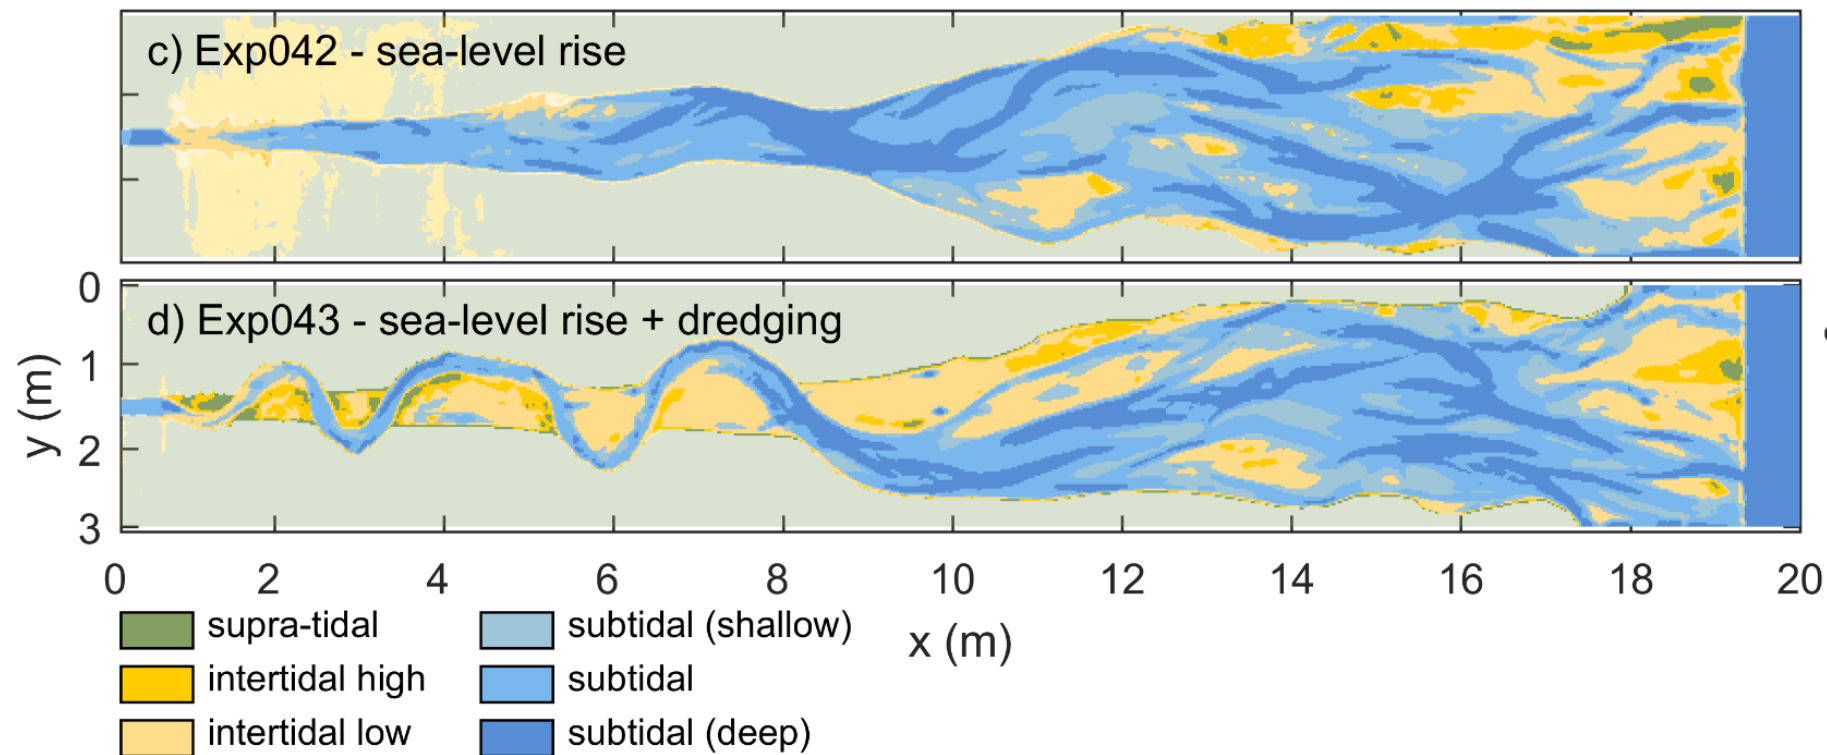 c) Exp042 - sea-level rise
d) Exp043 - sea-level rise + dredging
0
1
2
3
y (m)
0 2 4 6 8 10 12 14 16 18 20
x (m)
supra-tidal
intertidal high
intertidal low
subtidal (shallow)
subtidal
subtidal (deep)